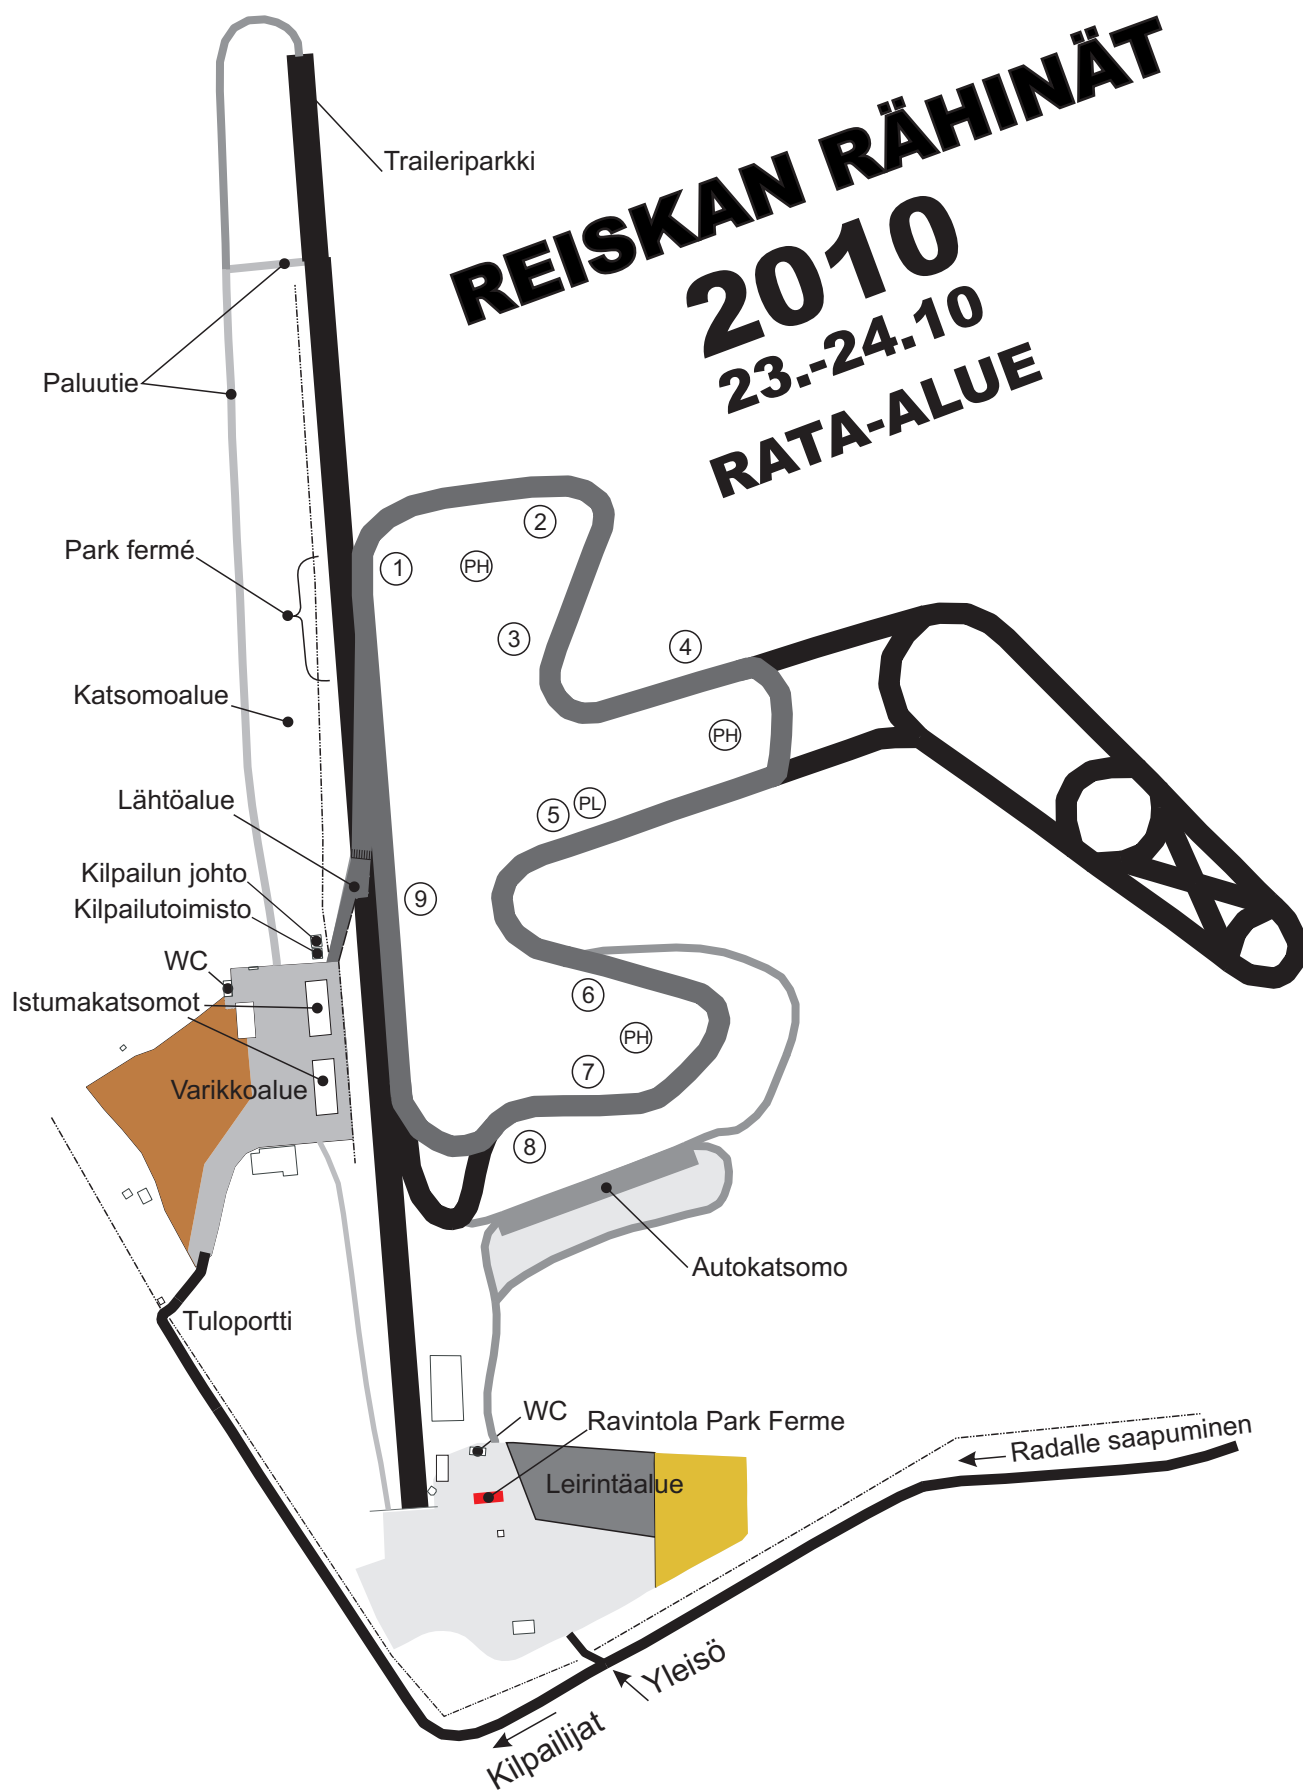 REISKAN RÄHINÄT
2010
23.-24.10
RATA-ALUE
Traileriparkki
Paluutie
Park fermé
Katsomoalue
Lähtöalue
Kilpailun johto
Kilpailutoimisto
WC
Istumakatsomot
Varikkoalue
1
2
PH
3
4
PH
5
PL
9
6
PH
7
8
Autokatsomo
Tuloportti
WC
Ravintola Park Ferme
Leirintäalue
Radalle saapuminen
Yleisö
Kilpailijat